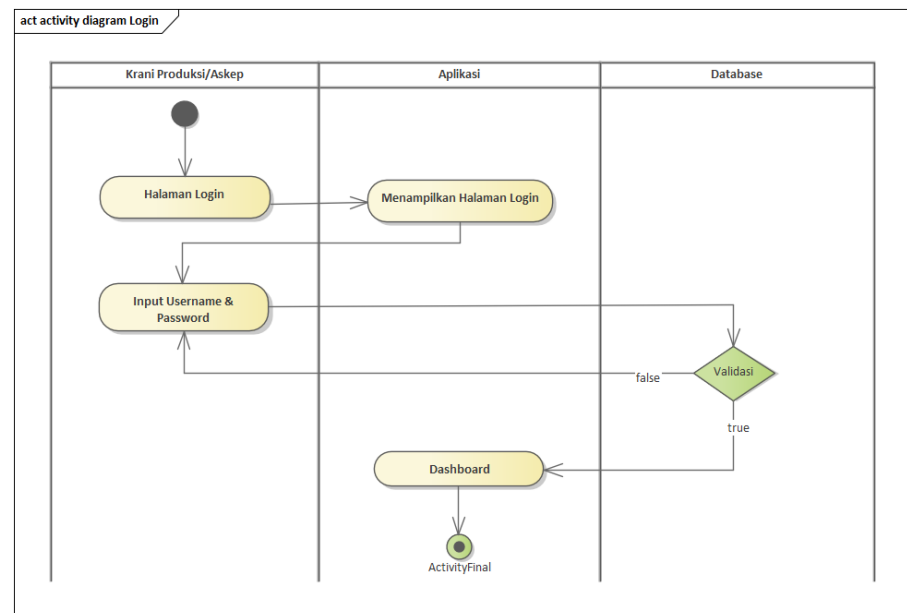 act activity diagram Login
Krani Produksi/Askep
Aplikasi
Database
Halaman Login
Menampilkan Halaman Login
Input Username &
Password
Validasi
false
true
Dashboard
ActivityFinal